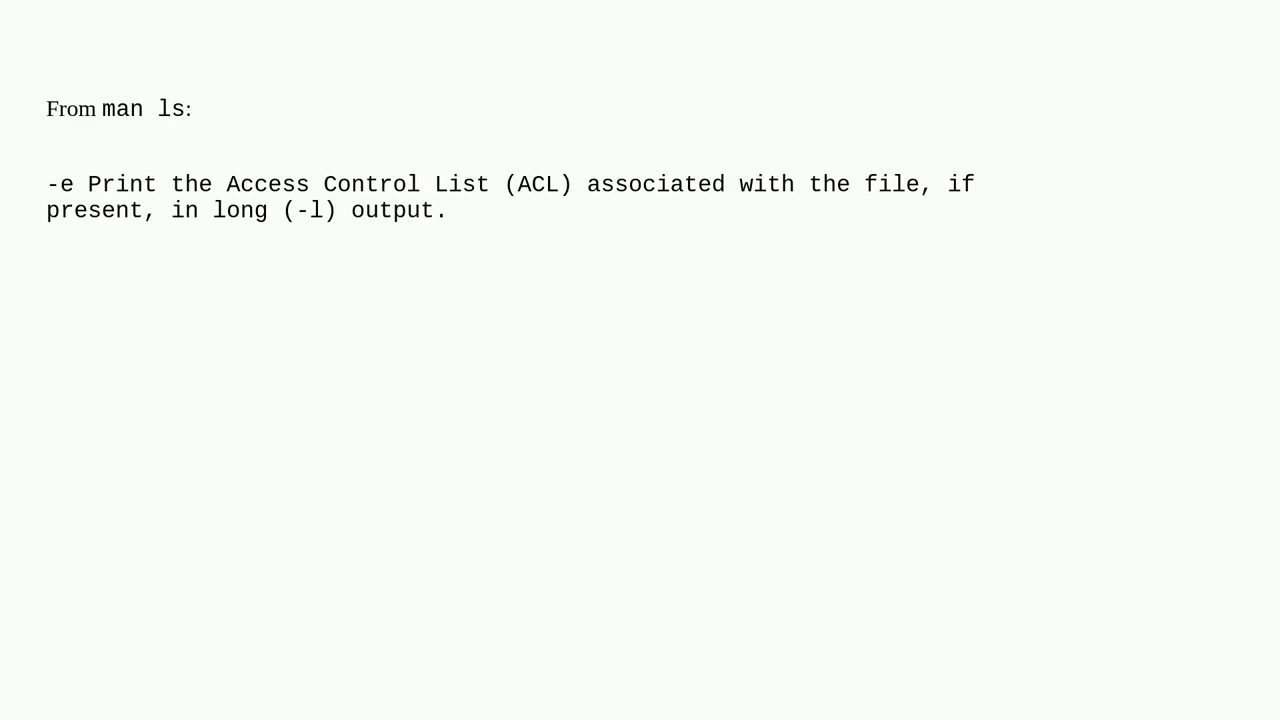 From man ls:
-e Print the Access Control List (ACL) associated with the file, if
present, in long (-l) output.